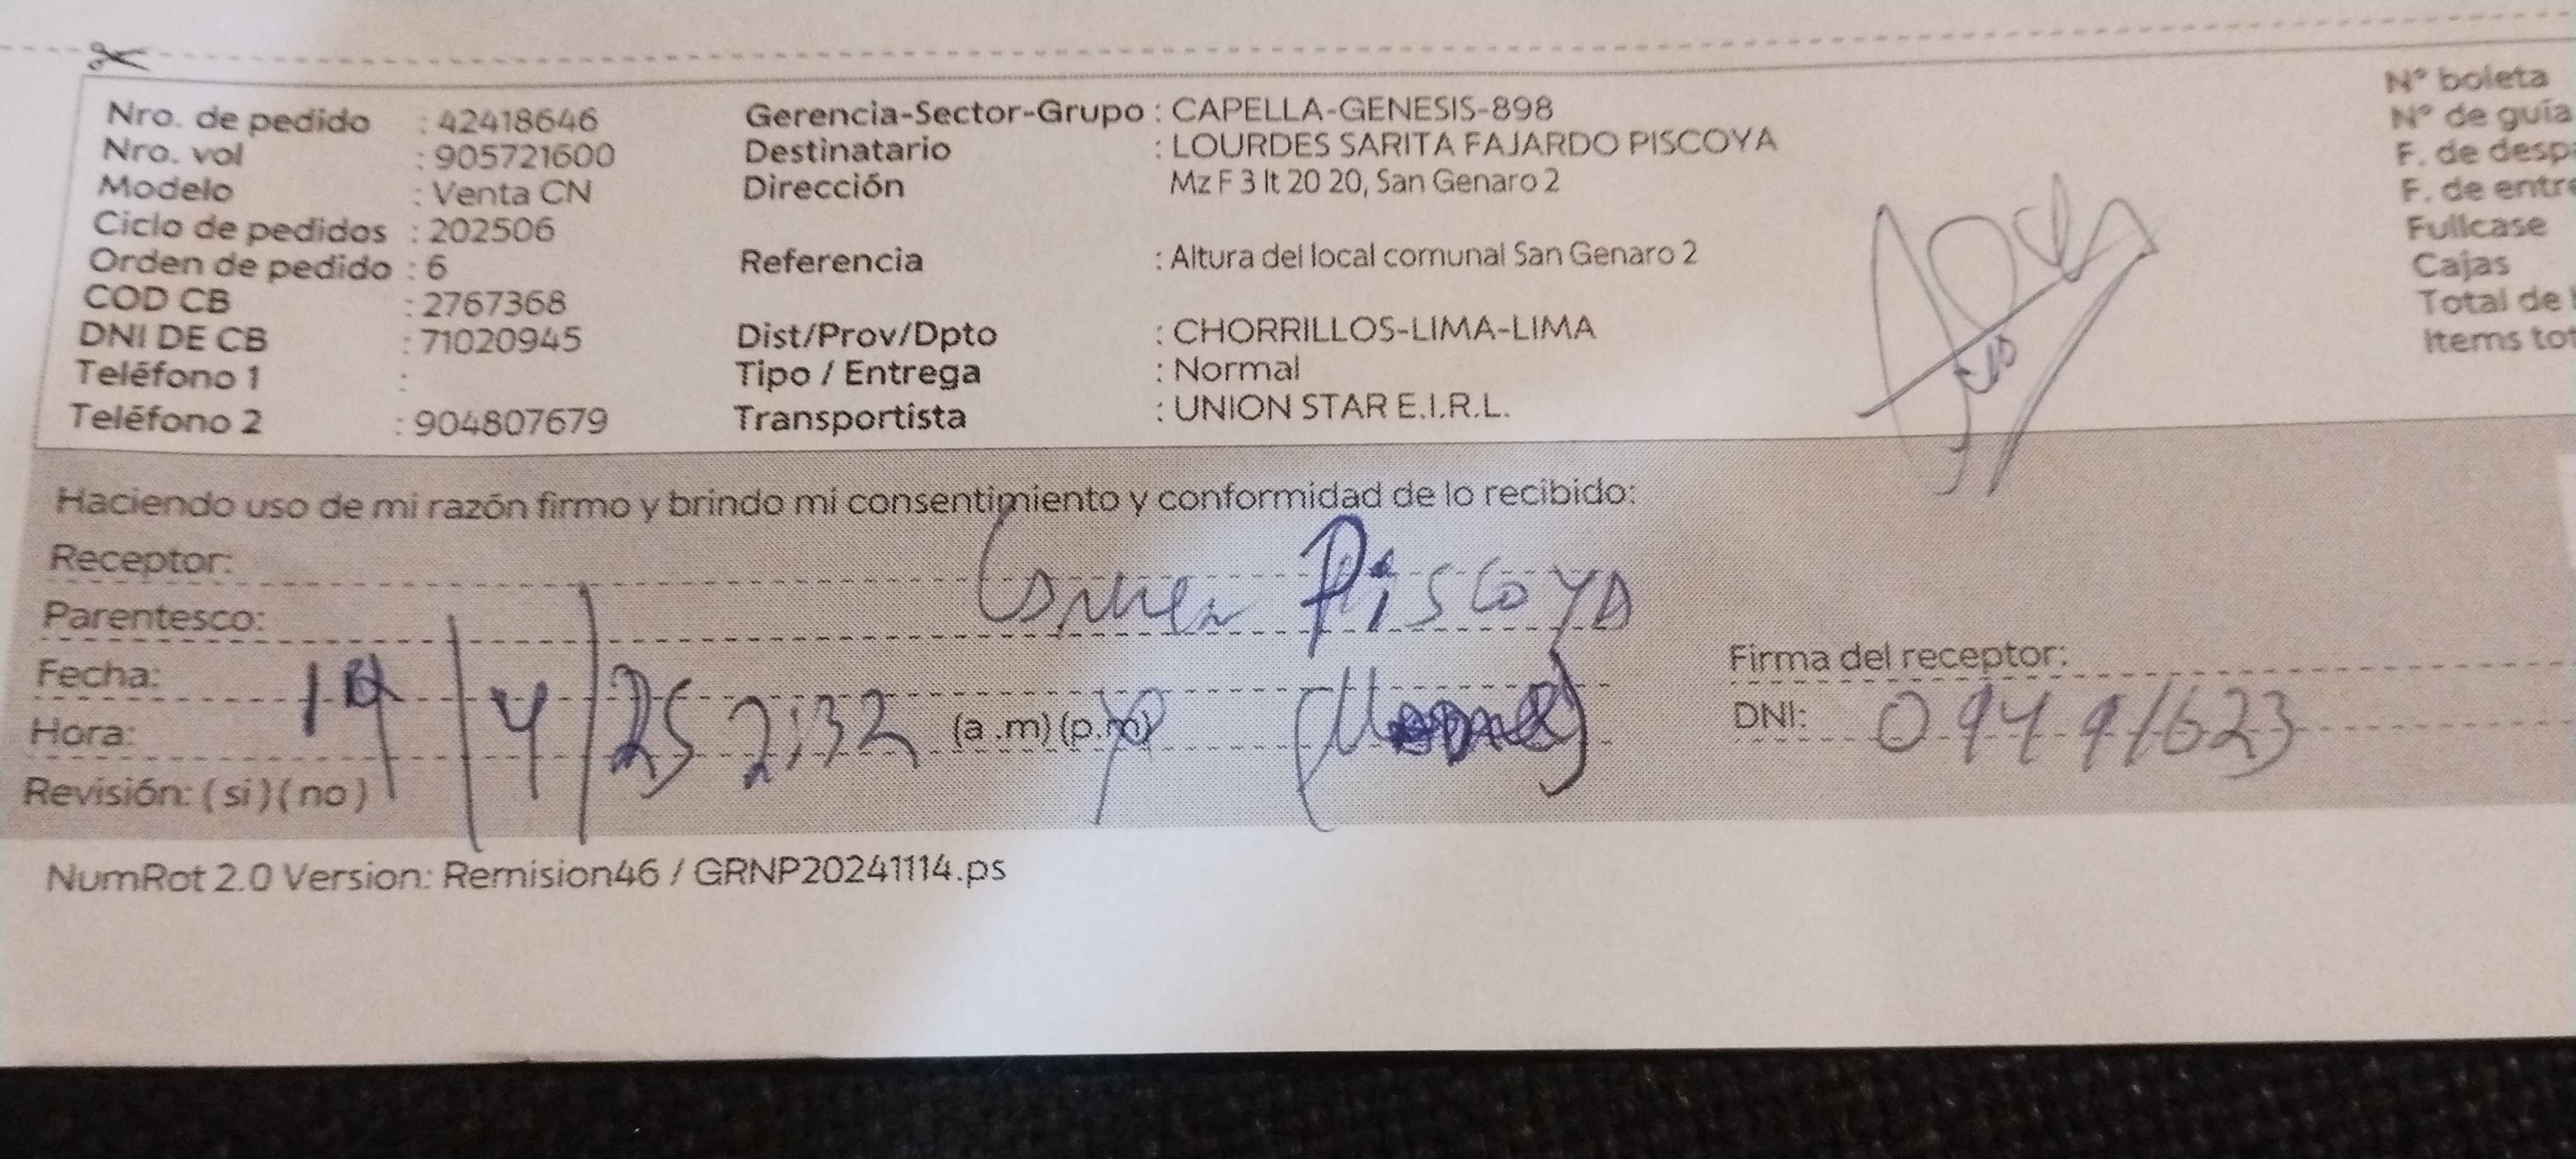 Nro. de pedido : 42418646
Nro. vol : 905721600
Modelo : Venta CN
Ciclo de pedidos : 202506
Orden de pedido : 6
COD CB : 2767368
DNI DE CB : 71020945
Teléfono 1 :
Teléfono 2 : 904807679
Gerencia-Sector-Grupo : CAPELLA-GENESIS-898
Destinatario : LOURDES SARITA FAJARDO PISCOYA
Dirección Mz F 3 lt 20 20, San Genaro 2
Referencia : Altura del local comunal San Genaro 2
Dist/Prov/Dpto : CHORRILLOS-LIMA-LIMA
Tipo / Entrega : Normal
Transportista : UNION STAR E.I.R.L.
N° boleta
N° de guía
F. de
F. de
Fullcase
Cajas
Total de
Items
Haciendo uso de mi razón firmo y brindo mi consentimiento y conformidad de lo recibido:
Receptor:
Piscoya
Parentesco:
Fecha:
/4/25 2:32
Hora: (a .m) (p.m)
Revisión: ( si ) ( no )
Firma del receptor:
DNI: 09491623
NumRot 2.0 Version: Remision46 / GRNP20241114.ps